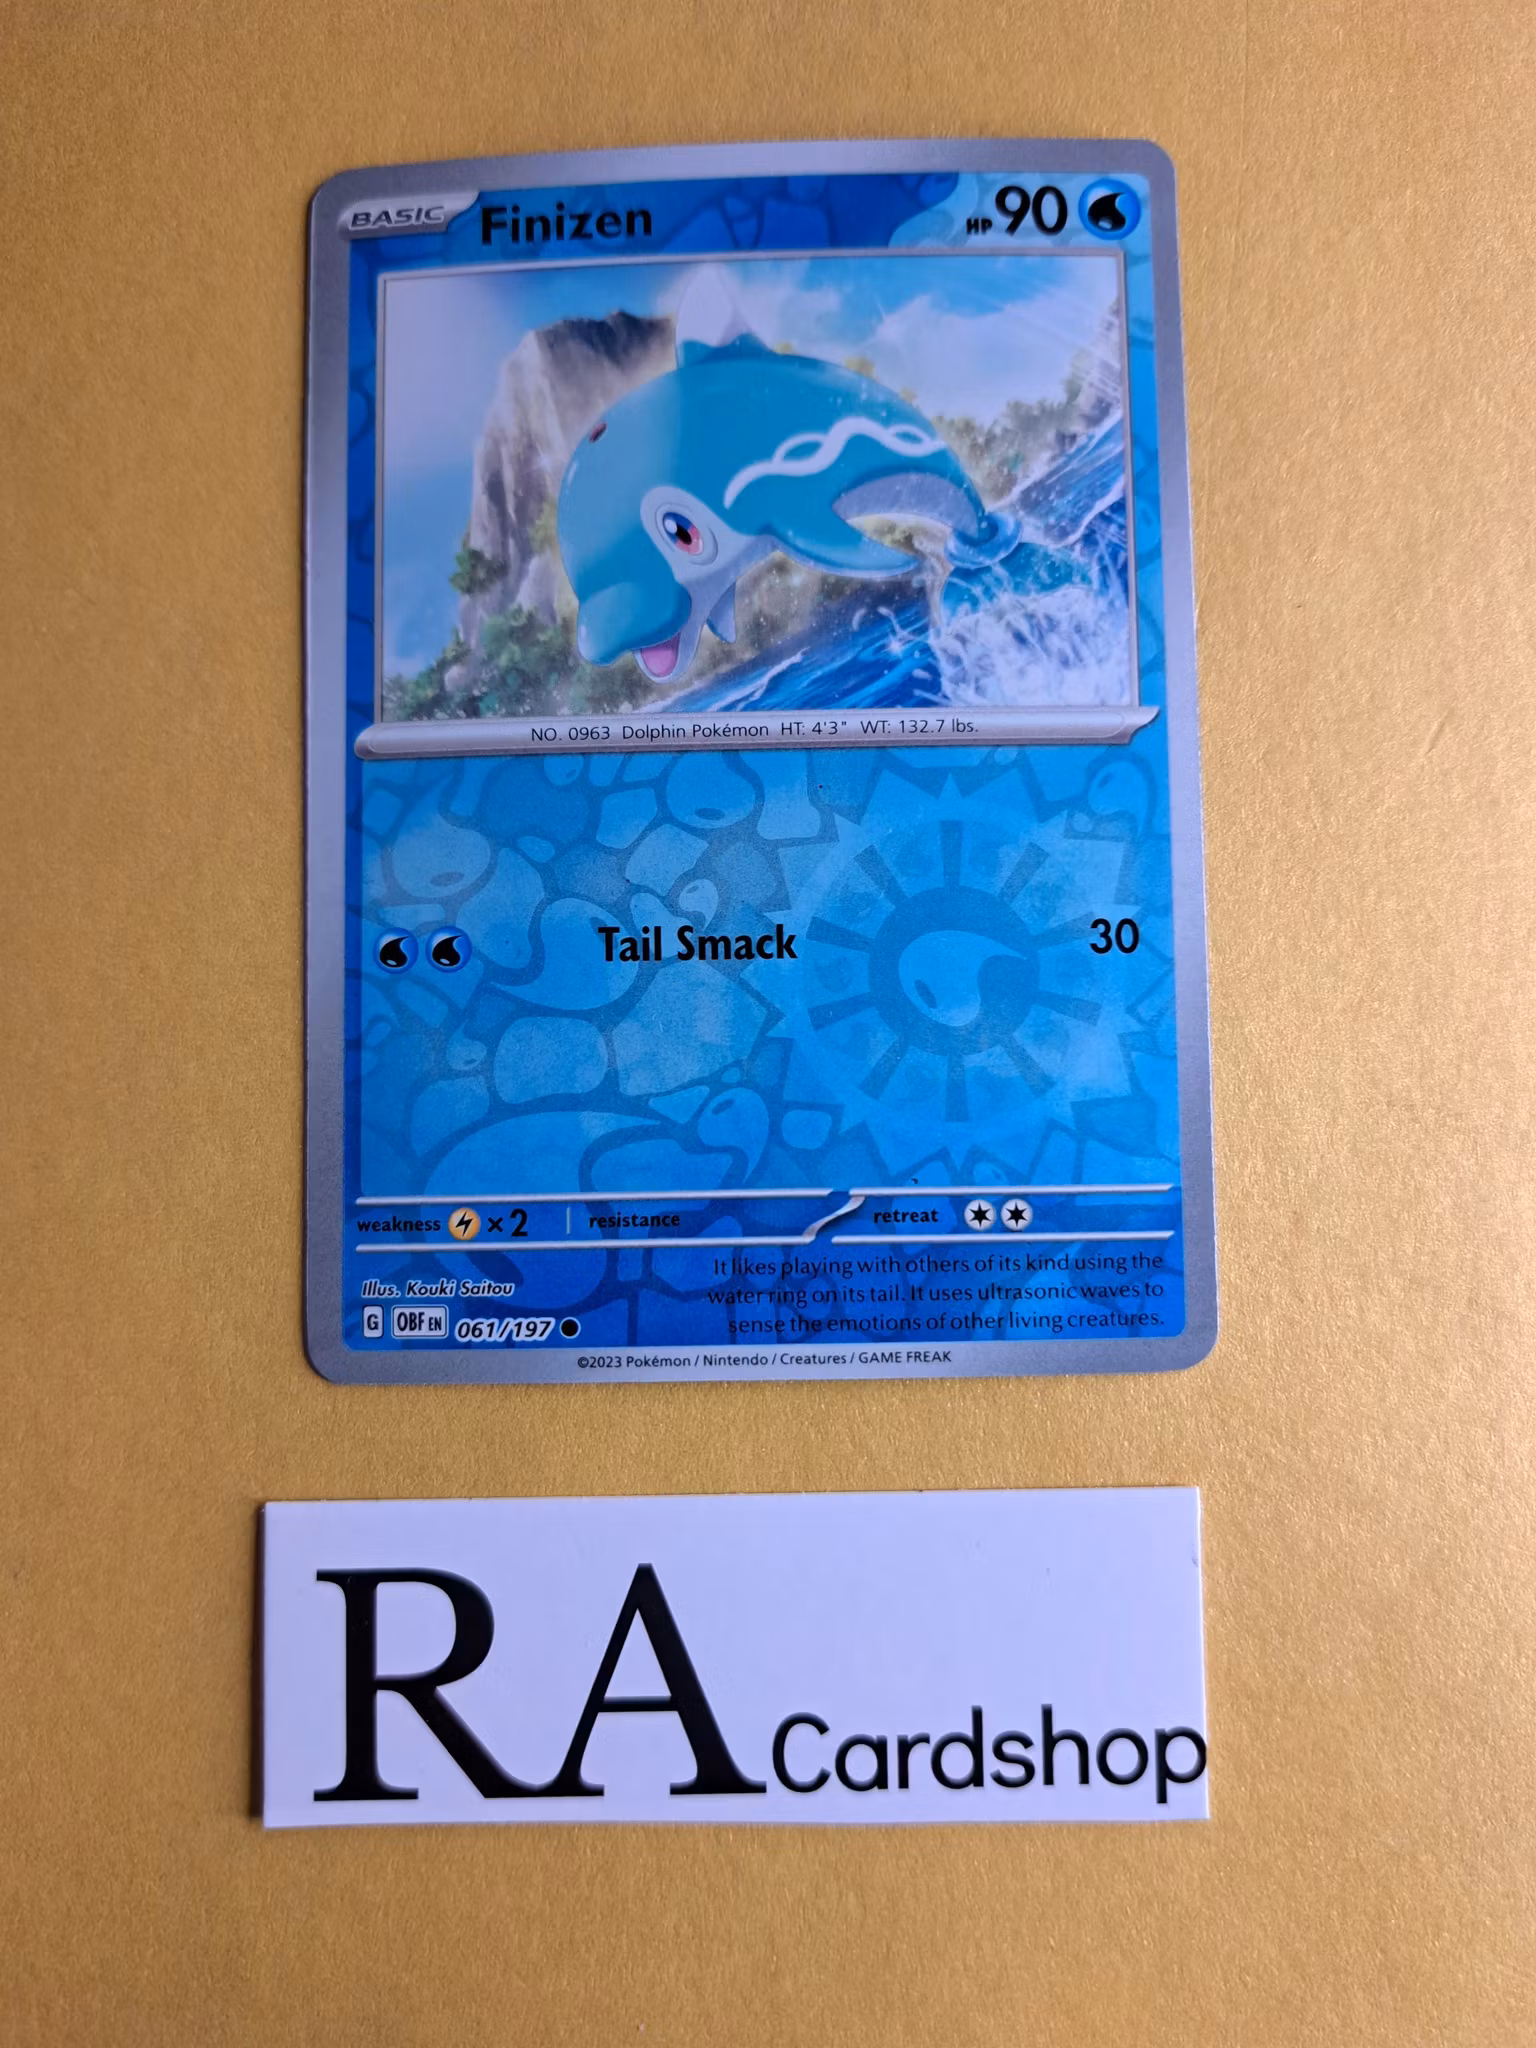 BASIC Finizen HP 90
NO. 0963 Dolphin Pokémon HT: 4'3" WT: 132.7 lbs.
Tail Smack 30
weakness ×2 resistance retreat
It likes playing with others of its kind using the
water ring on its tail. It uses ultrasonic waves to
sense the emotions of other living creatures.
Illus. Kouki Saitou
G OBF EN 061/197
©2023 Pokémon / Nintendo / Creatures / GAME FREAK
RA Cardshop